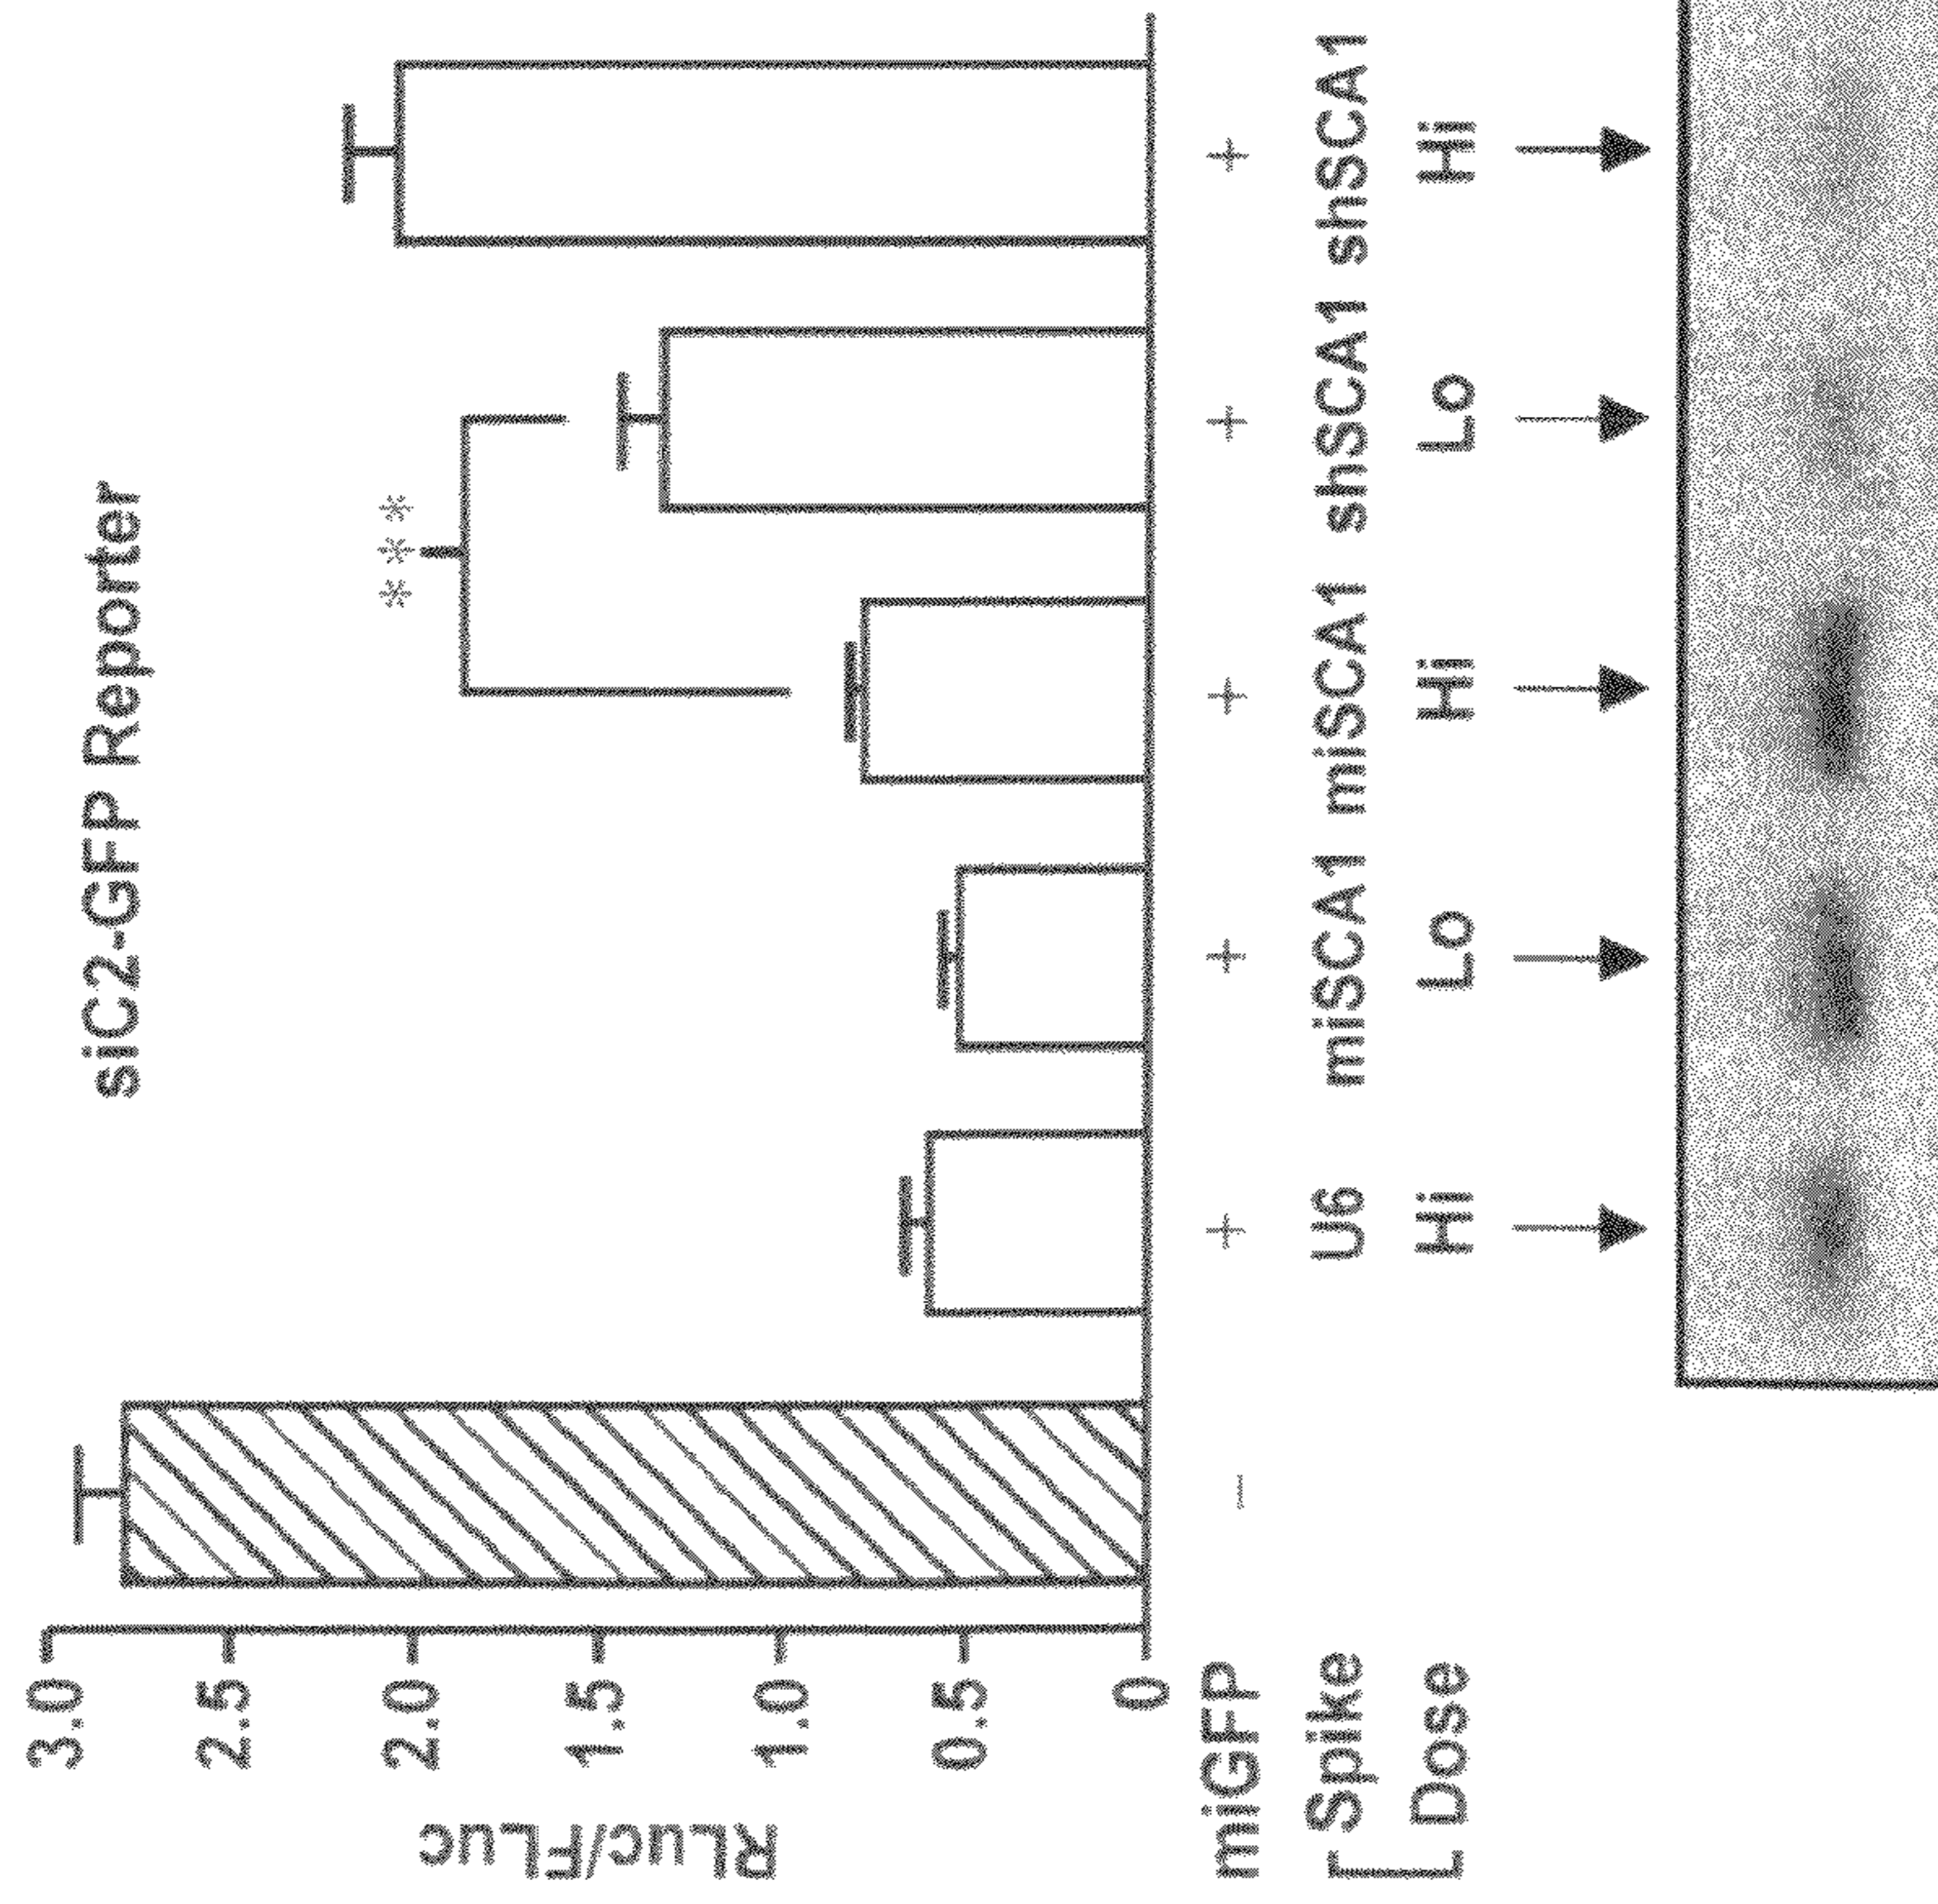 siC2-GFP Reporter
***
RLuc/FLuc
3.0
2.5
2.0
1.5
1.0
0.5
0
miGFP - + + + + +
Spike U6 miSCA1 miSCA1 shSCA1 shSCA1
Dose Hi Lo Hi Lo Hi